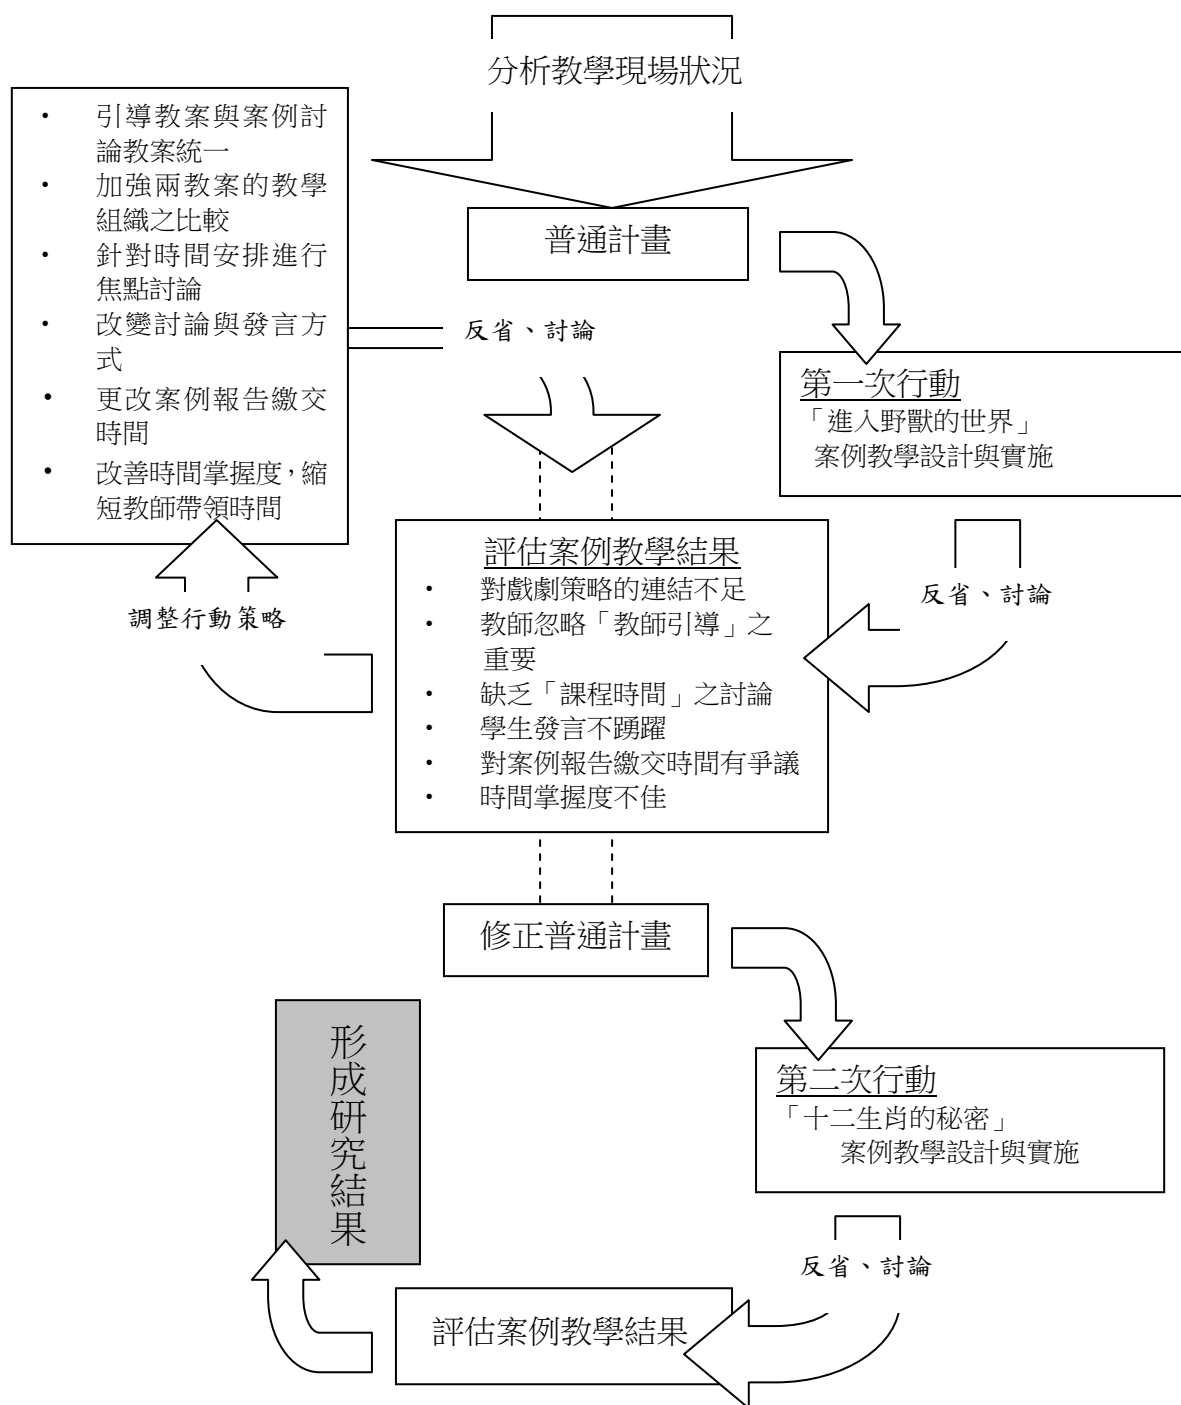 分析教學現場狀況
• 引導教案與案例討
論教案統一
• 加強兩教案的教學
組織之比較
• 針對時間安排進行
焦點討論
• 改變討論與發言方
式
• 更改案例報告繳交
時間
• 改善時間掌握度，縮
短教師帶領時間
普通計畫
反省、討論
第一次行動
「進入野獸的世界」
案例教學設計與實施
反省、討論
評估案例教學結果
• 對戲劇策略的連結不足
• 教師忽略「教師引導」之
重要
• 缺乏「課程時間」之討論
• 學生發言不踴躍
• 對案例報告繳交時間有爭議
• 時間掌握度不佳
調整行動策略
修正普通計畫
第二次行動
「十二生肖的秘密」
案例教學設計與實施
反省、討論
評估案例教學結果
形成研究結果